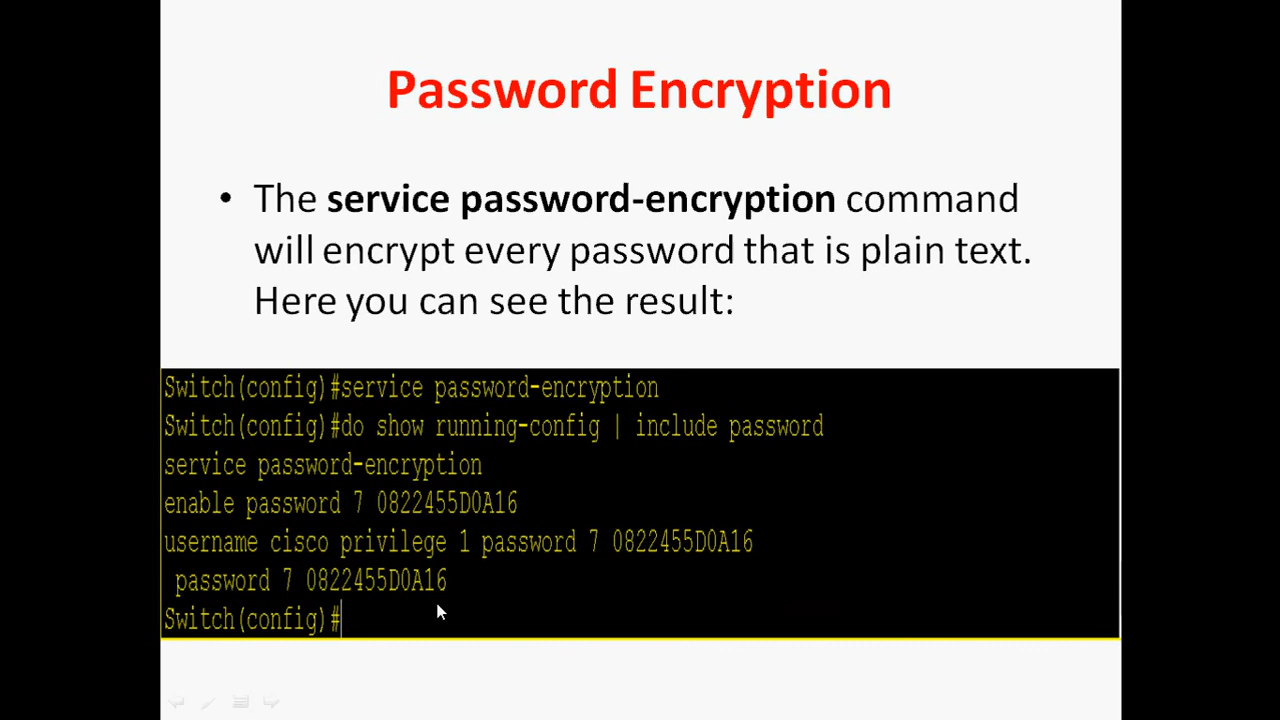 Password Encryption
• The service password-encryption command
will encrypt every password that is plain text.
Here you can see the result:
Switch(config)#service password-encryption
Switch(config)#do show running-config | include password
service password-encryption
enable password 7 0822455D0A16
username cisco privilege 1 password 7 0822455D0A16
 password 7 0822455D0A16
Switch(config)#